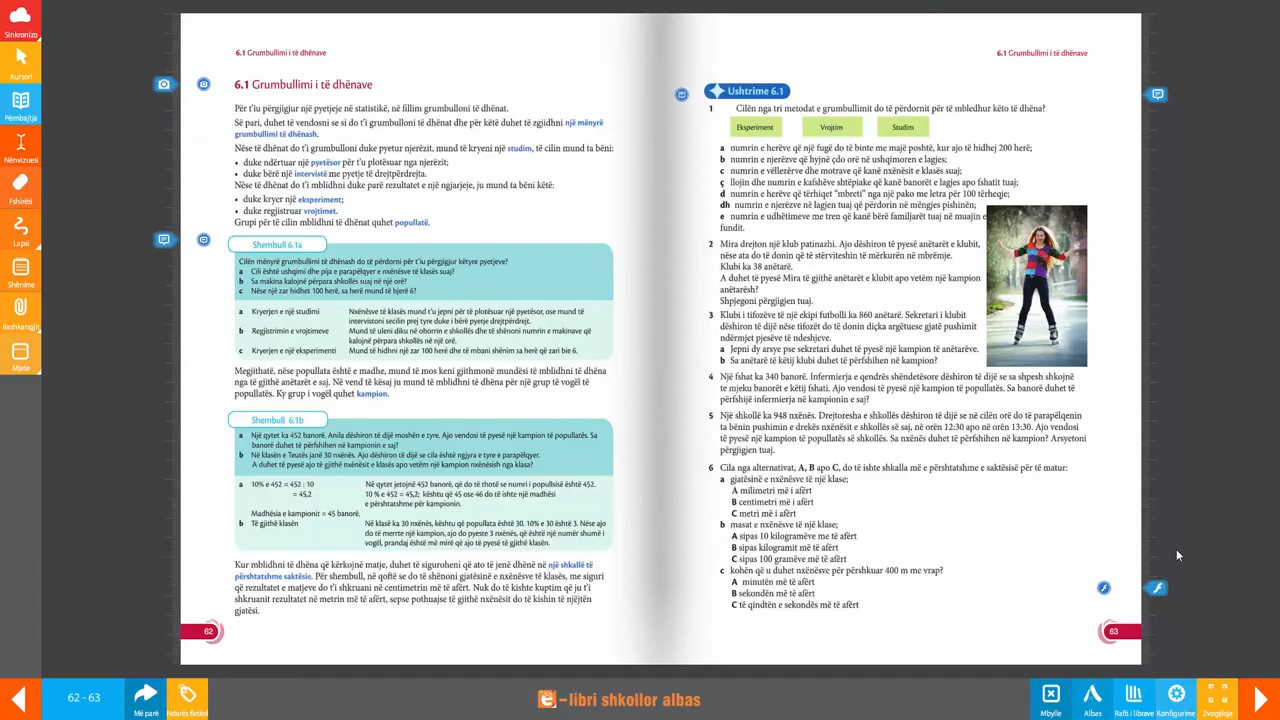 Sinkronizo
Kursori
Përmbajtja
Nënvizuesi
Fshirësi
Lapsi
Shënime
Bashkangjit
Mjete
6.1 Grumbullimi i të dhënave
6.1 Grumbullimi i të dhënave
Për t'iu përgjigjur një pyetjeje në statistikë, në fillim grumbulloni të dhënat.
Së pari, duhet të vendosni se si do t'i grumbulloni të dhënat dhe për këtë duhet të zgjidhni një mënyrë
grumbullimi të dhënash.
Nëse të dhënat do t'i grumbulloni duke pyetur njerëzit, mund të kryeni një studim, të cilin mund ta bëni:
• duke ndërtuar një pyetësor për t'u plotësuar nga njerëzit;
• duke bërë një intervistë me pyetje të drejtpërdrejta.
Nëse të dhënat do t'i mblidhni duke parë rezultatet e një ngjarjeje, ju mund ta bëni këtë:
• duke kryer një eksperiment;
• duke regjistruar vrojtimet.
Grupi për të cilin mblidhni të dhënat quhet popullatë.
Shembull 6.1a
Cilën mënyrë grumbullimi të dhënash do të përdorni për t'iu përgjigjur këtyre pyetjeve?
a Cili është ushqimi dhe pija e parapëlqyer e nxënësve të klasës suaj?
b Sa makina kalojnë përpara shkollës suaj në një orë?
c Nëse një zar hidhet 100 herë, sa herë mund të bjerë 6?
a Kryerjen e një studimi Nxënësve të klasës mund t'u jepni për të plotësuar një pyetësor, ose mund të
intervistoni secilin prej tyre duke i bërë pyetje drejtpërdrejt.
b Regjistrimin e vrojtimeve Mund të uleni diku në oborrin e shkollës dhe të shënoni numrin e makinave që
kalojnë përpara shkollës në një orë.
c Kryerjen e një eksperimenti Mund të hidhni një zar 100 herë dhe të mbani shënim sa herë që zari bie 6.
Megjithatë, nëse popullata është e madhe, mund të mos keni gjithmonë mundësi të mblidhni të dhëna
nga të gjithë anëtarët e saj. Në vend të kësaj ju mund të mblidhni të dhëna për një grup të vogël të
popullatës. Ky grup i vogël quhet kampion.
Shembull 6.1b
a Një qytet ka 452 banorë. Anila dëshiron të dijë moshën e tyre. Ajo vendosi të pyesë një kampion të popullatës. Sa
banorë duhet të përfshihen në kampionin e saj?
b Në klasën e Teutës janë 30 nxënës. Ajo dëshiron të dijë se cila është ngjyra e tyre e parapëlqyer.
A duhet të pyesë ajo të gjithë nxënësit e klasës apo vetëm një kampion nxënësish nga klasa?
a 10% e 452 = 452 : 10 Në qytet jetojnë 452 banorë, që do të thotë se numri i popullsisë është 452.
= 45,2 10 % e 452 = 45,2; kështu që 45 ose 46 do të ishte një madhësi
e përshtatshme për kampionin.
Madhësia e kampionit = 45 banorë.
b Të gjithë klasën Në klasë ka 30 nxënës, kështu që popullata është 30. 10% e 30 është 3. Nëse ajo
do të merrte një kampion, ajo do pyeste 3 nxënës, që është një numër shumë i
vogël, prandaj është më mirë që ajo të pyesë të gjithë klasën.
Kur mblidhni të dhëna që kërkojnë matje, duhet të siguroheni që ato të jenë dhënë në një shkallë të
përshtatshme saktësie. Për shembull, në qoftë se do të shënoni gjatësinë e nxënësve të klasës, me siguri
që rezultatet e matjeve do t'i shkruani në centimetrin më të afërt. Nuk do të kishte kuptim që ju t'i
shkruanit rezultatet në metrin më të afërt, sepse pothuajse të gjithë nxënësit do të kishin të njëjtën
gjatësi.
62
6.1 Grumbullimi i të dhënave
Ushtrime 6.1
1 Cilën nga tri metodat e grumbullimit do të përdornit për të mbledhur këto të dhëna?
Eksperiment Vrojtim Studim
a numrin e herëve që një fugë do të binte me majë poshtë, kur ajo të hidhej 200 herë;
b numrin e njerëzve që hyjnë çdo orë në ushqimoren e lagjes;
c numrin e vëllezërve dhe motrave që kanë nxënësit e klasës suaj;
ç llojin dhe numrin e kafshëve shtëpiake që kanë banorët e lagjes apo fshatit tuaj;
d numrin e herëve që tërhiqet "mbreti" nga një pako me letra për 100 tërheqje;
dh numrin e njerëzve në lagjen tuaj që përdorin në mëngjes pishinën;
e numrin e udhëtimeve me tren që kanë bërë familjarët tuaj në muajin e
fundit.
2 Mira drejton një klub patinazhi. Ajo dëshiron të pyesë anëtarët e klubit,
nëse ata do të donin që të stërviteshin të mërkurën në mbrëmje.
Klubi ka 38 anëtarë.
A duhet të pyesë Mira të gjithë anëtarët e klubit apo vetëm një kampion
anëtarësh?
Shpjegoni përgjigjen tuaj.
3 Klubi i tifozëve të një ekipi futbolli ka 860 anëtarë. Sekretari i klubit
dëshiron të dijë nëse tifozët do të donin diçka argëtuese gjatë pushimit
ndërmjet pjesëve të ndeshjeve.
a Jepni dy arsye pse sekretari duhet të pyesë një kampion të anëtarëve.
b Sa anëtarë të këtij klubi duhet të përfshihen në kampion?
4 Një fshat ka 340 banorë. Infermierja e qendrës shëndetësore dëshiron të dijë se sa shpesh shkojnë
te mjeku banorët e këtij fshati. Ajo vendosi të pyesë një kampion të popullatës. Sa banorë duhet të
përfshijë infermierja në kampionin e saj?
5 Një shkollë ka 948 nxënës. Drejtoresha e shkollës dëshiron të dijë se në cilën orë do të parapëlqenin
ta bënin pushimin e drekës nxënësit e shkollës së saj, në orën 12:30 apo në orën 13:30. Ajo vendosi
të pyesë një kampion të popullatës së shkollës. Sa nxënës duhet të përfshihen në kampion? Arsyetoni
përgjigjen tuaj.
6 Cila nga alternativat, A, B apo C, do të ishte shkalla më e përshtatshme e saktësisë për të matur:
a gjatësinë e nxënësve të një klase;
A milimetri më i afërt
B centimetri më i afërt
C metri më i afërt
b masat e nxënësve të një klase;
A sipas 10 kilogramëve me të afërt
B sipas kilogramit më të afërt
C sipas 100 gramëve më të afërt
c kohën që u duhet nxënësve për përshkuar 400 m me vrap?
A minutën më të afërt
B sekondën më të afërt
C të qindtën e sekondës më të afërt
63
62 - 63
Më parë
Ndarës fletësh
e-libri shkollor albas
Mbylle
Albas
Rafti i librave
Konfigurime
Zvogëloje